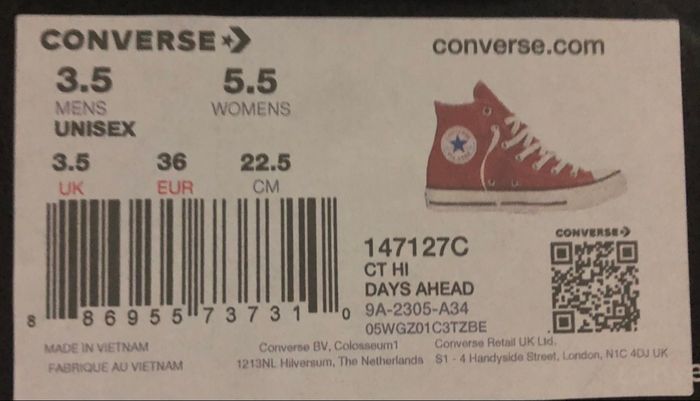 CONVERSE
converse.com
3.5 5.5
MENS WOMENS
UNISEX
3.5 36 22.5
UK EUR CM
CONVERSE
147127C
CT HI
DAYS AHEAD
9A-2305-A34
05WGZ01C3TZBE
8 86955 73731 0
MADE IN VIETNAM
FABRIQUE AU VIETNAM
Converse BV, Colosseum1
1213NL Hilversum, The Netherlands
Converse Retail UK Ltd.
S1 - 4 Handyside Street, London, N1C 4DJ UK